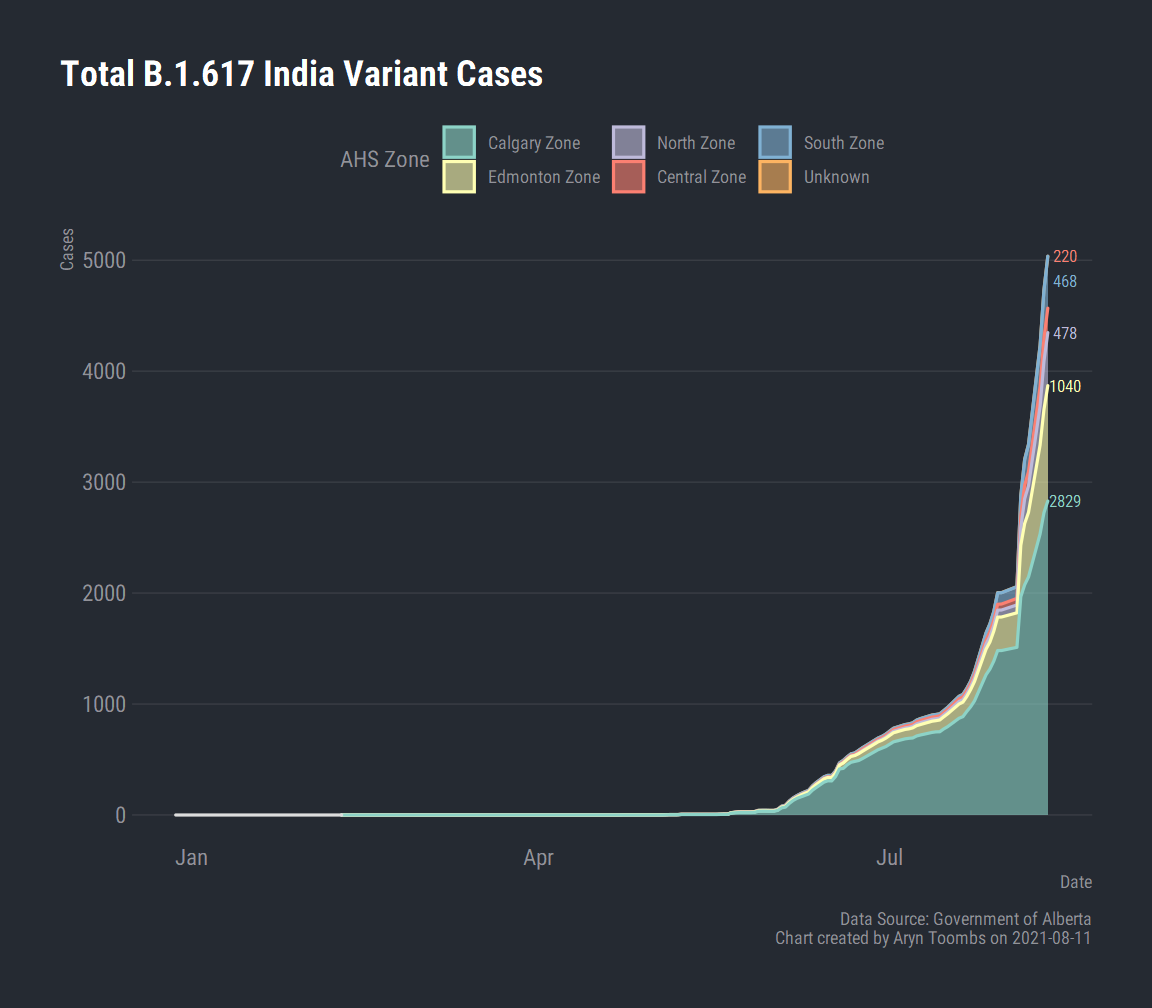 Total B.1.617 India Variant Cases
AHS Zone
Calgary Zone
North Zone
South Zone
Edmonton Zone
Central Zone
Unknown
Cases
5000
4000
3000
2000
1000
0
220
468
478
1040
2829
Jan
Apr
Jul
Date
Data Source: Government of Alberta
Chart created by Aryn Toombs on 2021-08-11